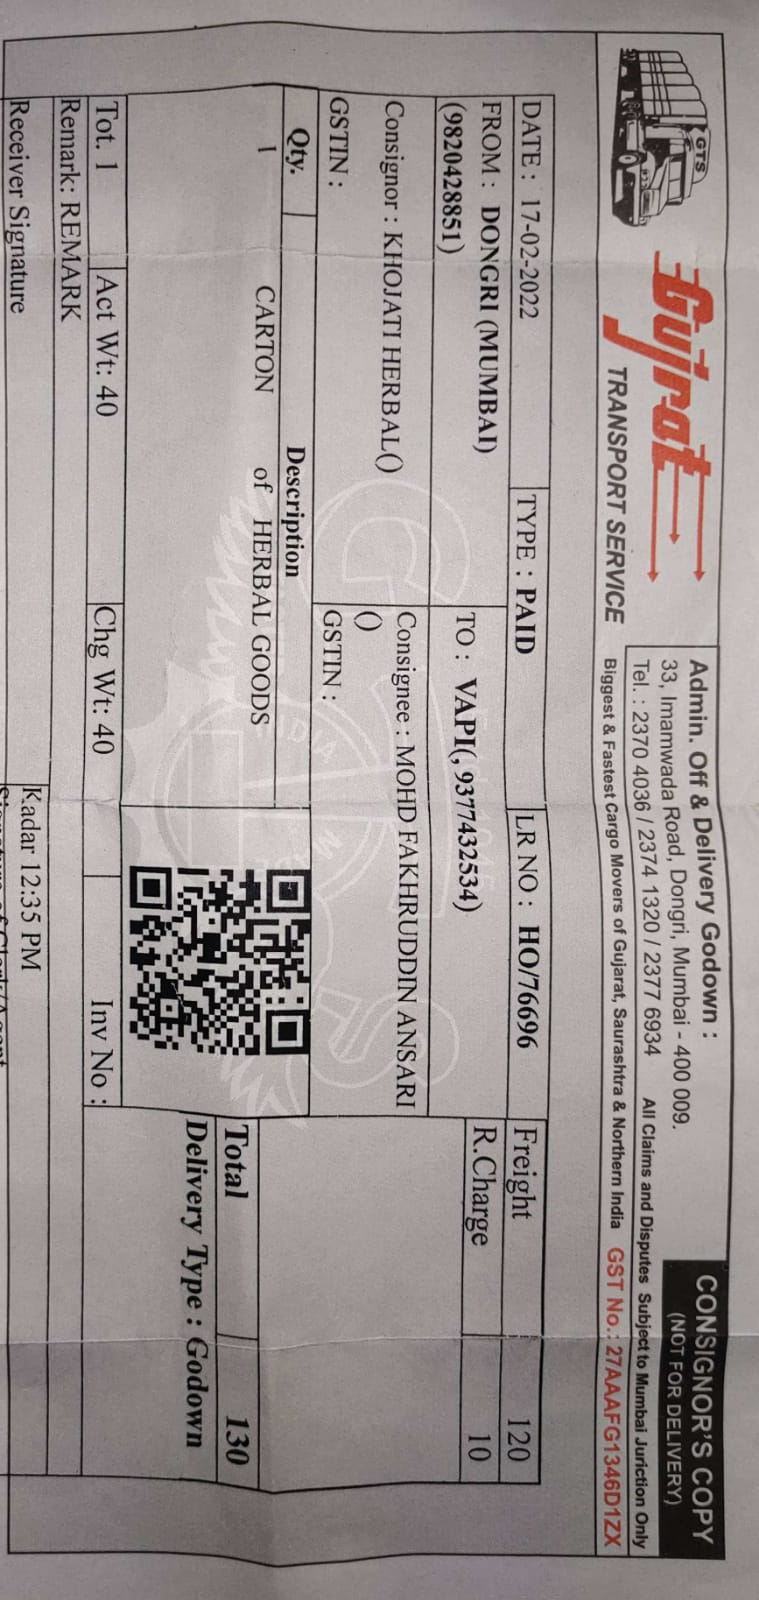 GTS
Gujrat
TRANSPORT SERVICE
Admin. Off & Delivery Godown :
33, Imamwada Road, Dongri, Mumbai - 400 009.
Tel. : 2370 4036 / 2374 1320 / 2377 6934
CONSIGNOR'S COPY
(NOT FOR DELIVERY)
All Claims and Disputes Subject to Mumbai Juriction Only
Biggest & Fastest Cargo Movers of Gujarat, Saurashtra & Northern India GST No.: 27AAAFG1346D1ZX
DATE : 17-02-2022 TYPE : PAID LR NO : HO/76696 Freight 120
FROM : DONGRI (MUMBAI) TO : VAPI(, 9377432534) R.Charge 10
(9820428851)
Consignor : KHOJATI HERBAL() Consignee : MOHD FAKHRUDDIN ANSARI
()
GSTIN : GSTIN :
Qty. Description
1 CARTON of HERBAL GOODS
Total 130
Delivery Type : Godown
Tot. 1 Act Wt: 40 Chg Wt: 40 Inv No :
Remark: REMARK
Kadar 12:35 PM
Receiver Signature